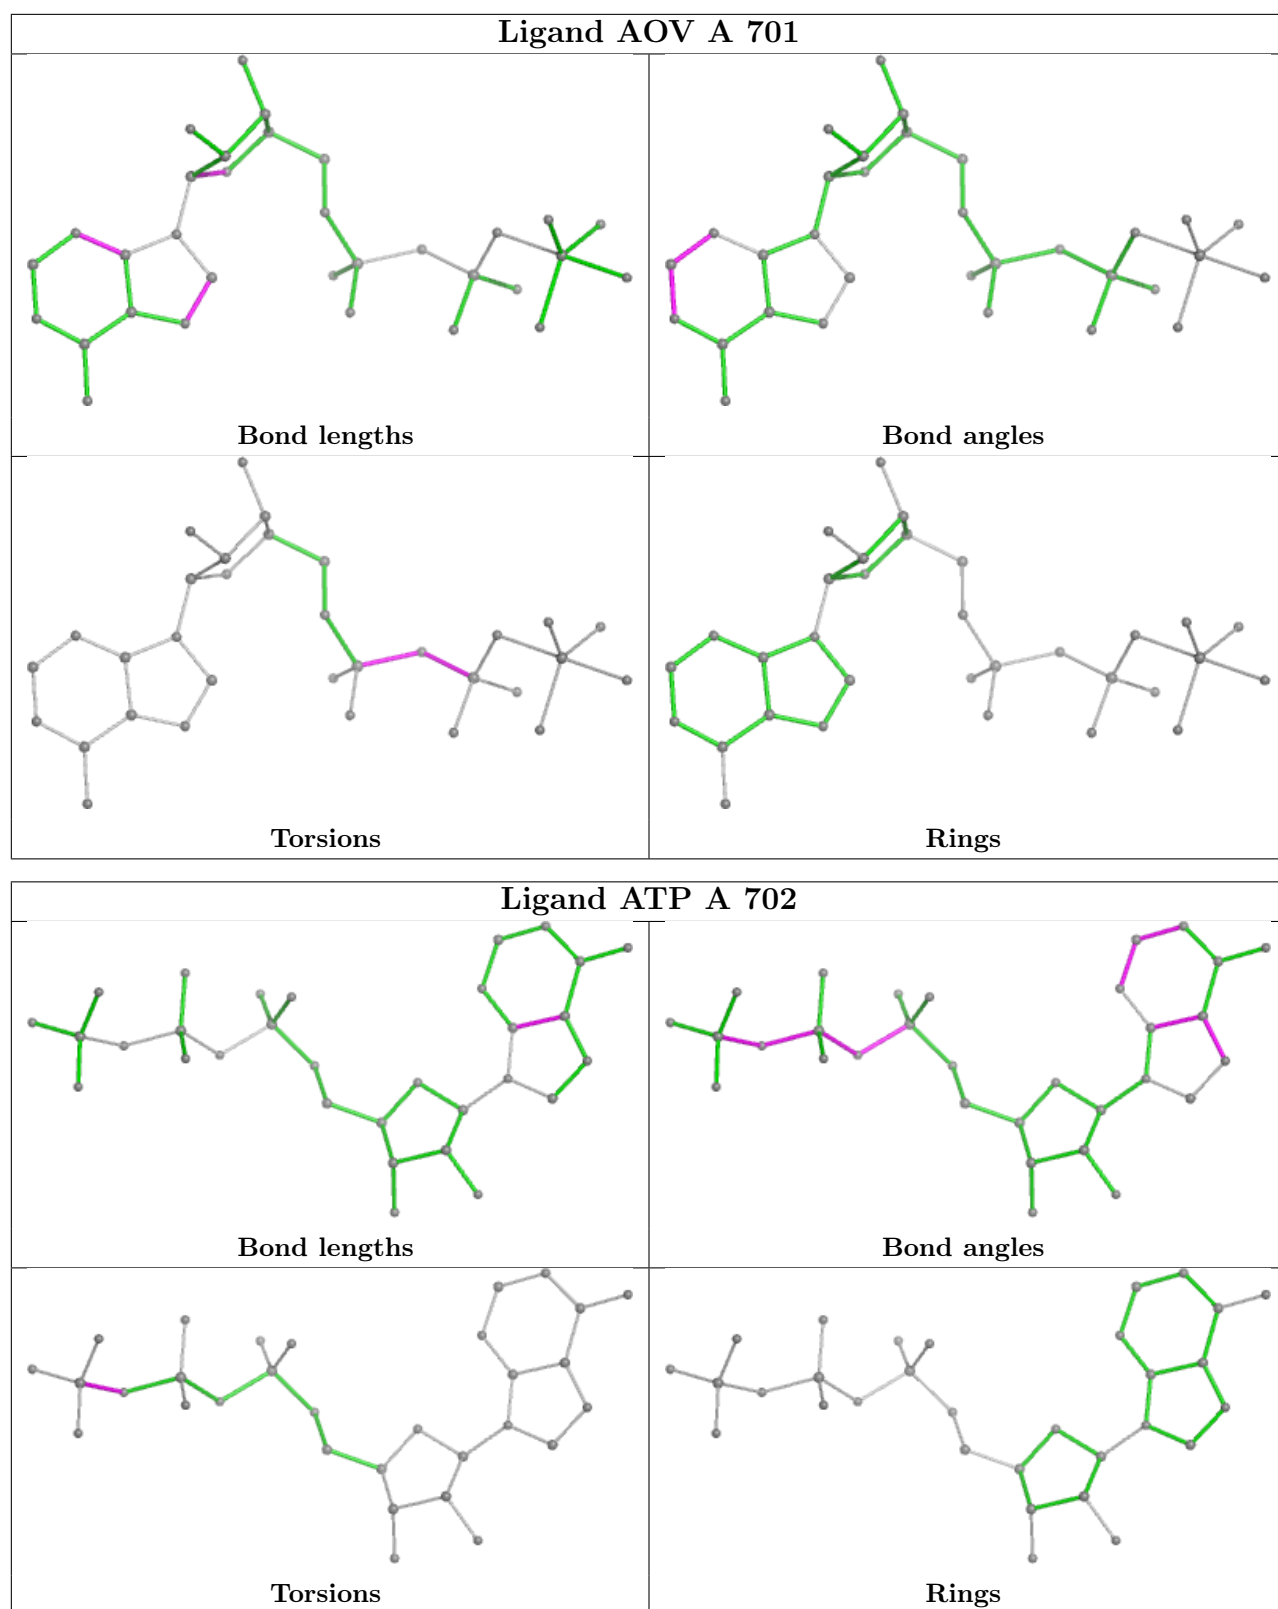 Ligand AOV A 701
Bond lengths
Bond angles
Torsions
Rings
Ligand ATP A 702
Bond lengths
Bond angles
Torsions
Rings